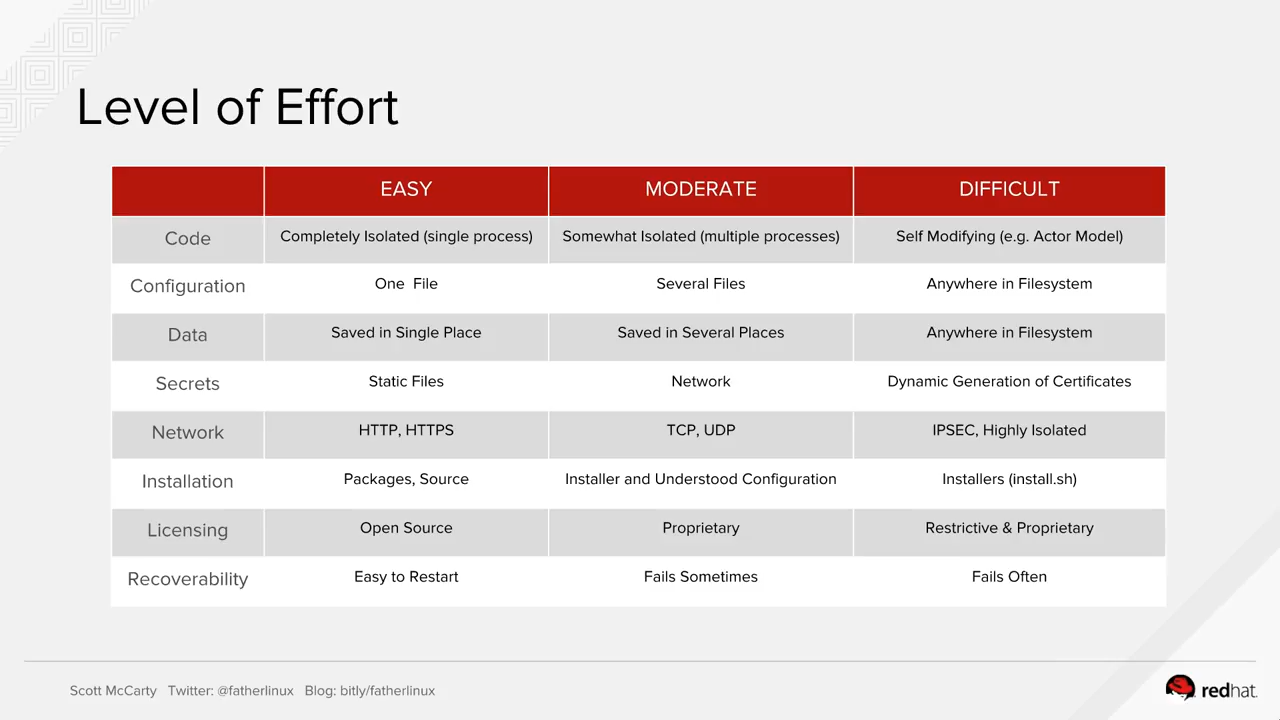 Level of Effort
EASY MODERATE DIFFICULT
Code Completely Isolated (single process) Somewhat Isolated (multiple processes) Self Modifying (e.g. Actor Model)
Configuration One File Several Files Anywhere in Filesystem
Data Saved in Single Place Saved in Several Places Anywhere in Filesystem
Secrets Static Files Network Dynamic Generation of Certificates
Network HTTP, HTTPS TCP, UDP IPSEC, Highly Isolated
Installation Packages, Source Installer and Understood Configuration Installers (install.sh)
Licensing Open Source Proprietary Restrictive & Proprietary
Recoverability Easy to Restart Fails Sometimes Fails Often
Scott McCarty Twitter: @fatherlinux Blog: bitly/fatherlinux
redhat.